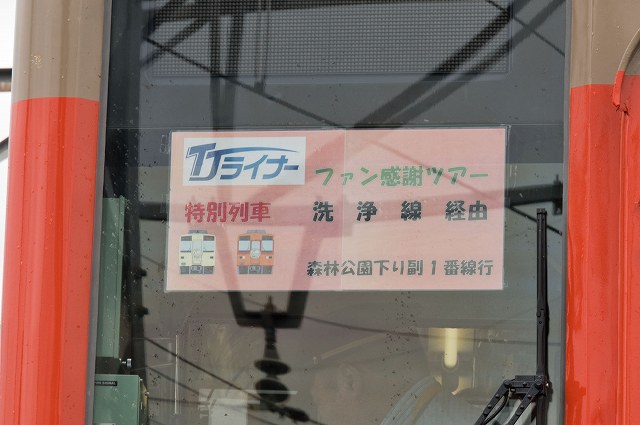 TJライナー ファン感謝ツアー
特別列車 洗浄線 経由
森林公園下り副1番線行